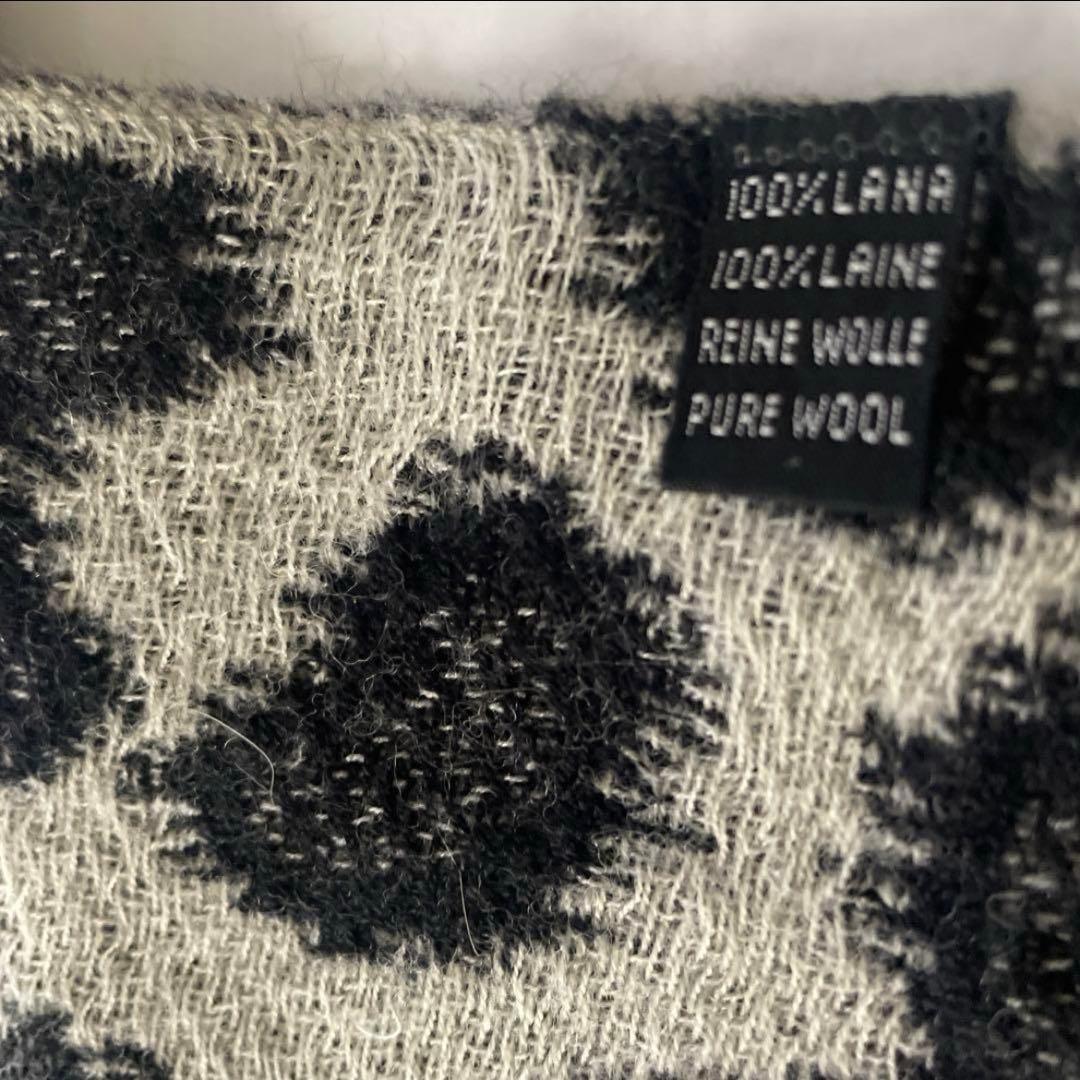 100% LANA
100% LAINE
REINE WOLLE
PURE WOOL